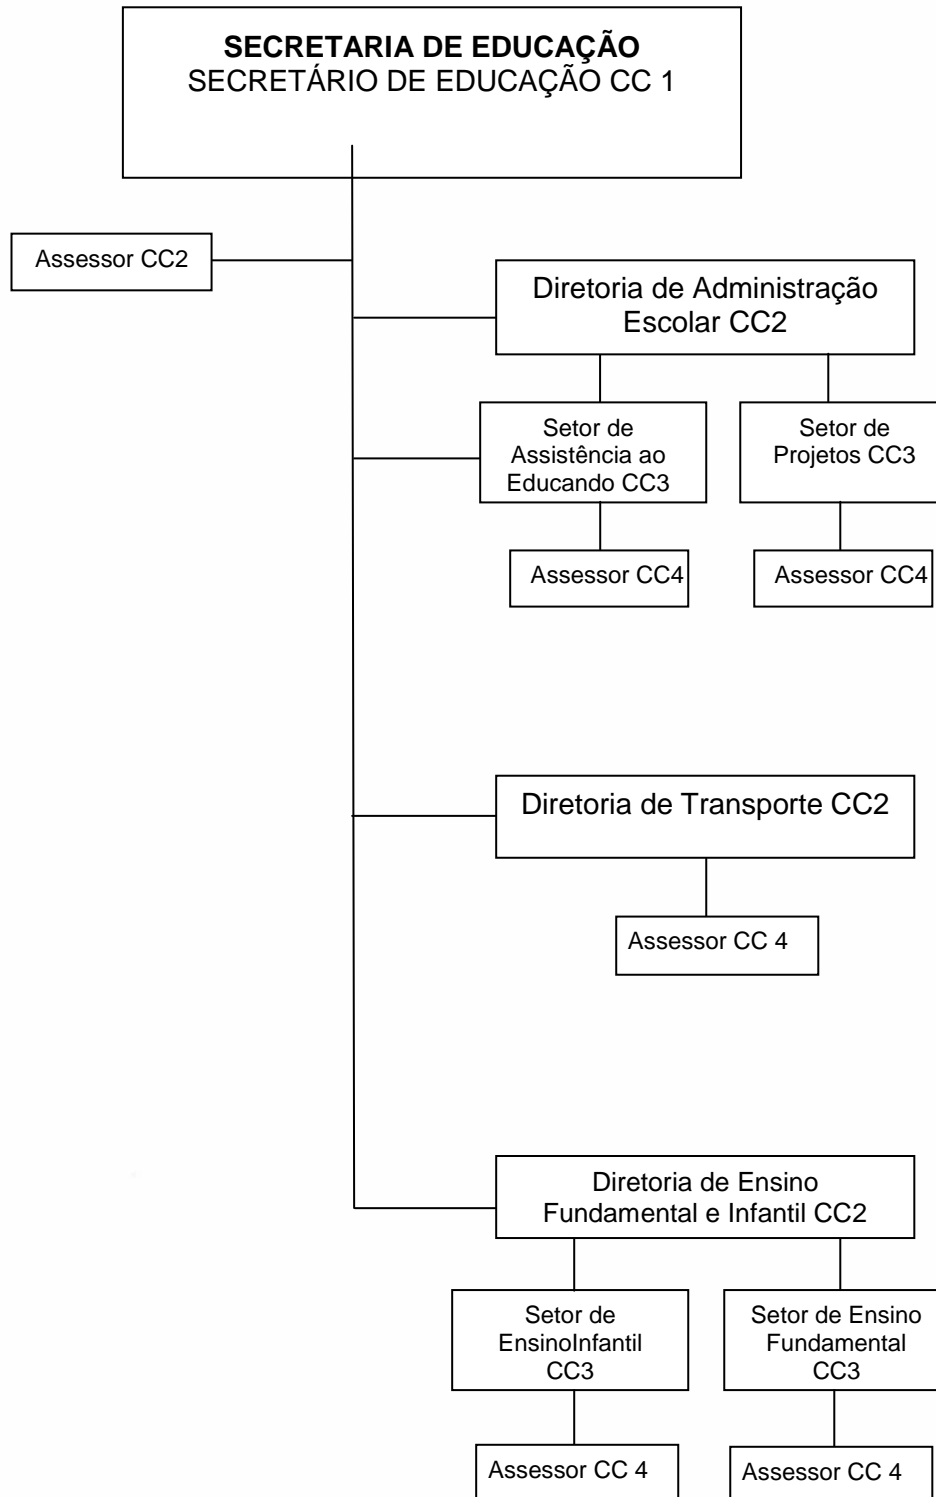 SECRETARIA DE EDUCAÇÃO
SECRETÁRIO DE EDUCAÇÃO CC 1
Assessor CC2
Diretoria de Administração
Escolar CC2
Setor de
Assistência ao
Educando CC3
Setor de
Projetos CC3
Assessor CC4
Assessor CC4
Diretoria de Transporte CC2
Assessor CC 4
Diretoria de Ensino
Fundamental e Infantil CC2
Setor de
EnsinoInfantil
CC3
Setor de Ensino
Fundamental
CC3
Assessor CC 4
Assessor CC 4